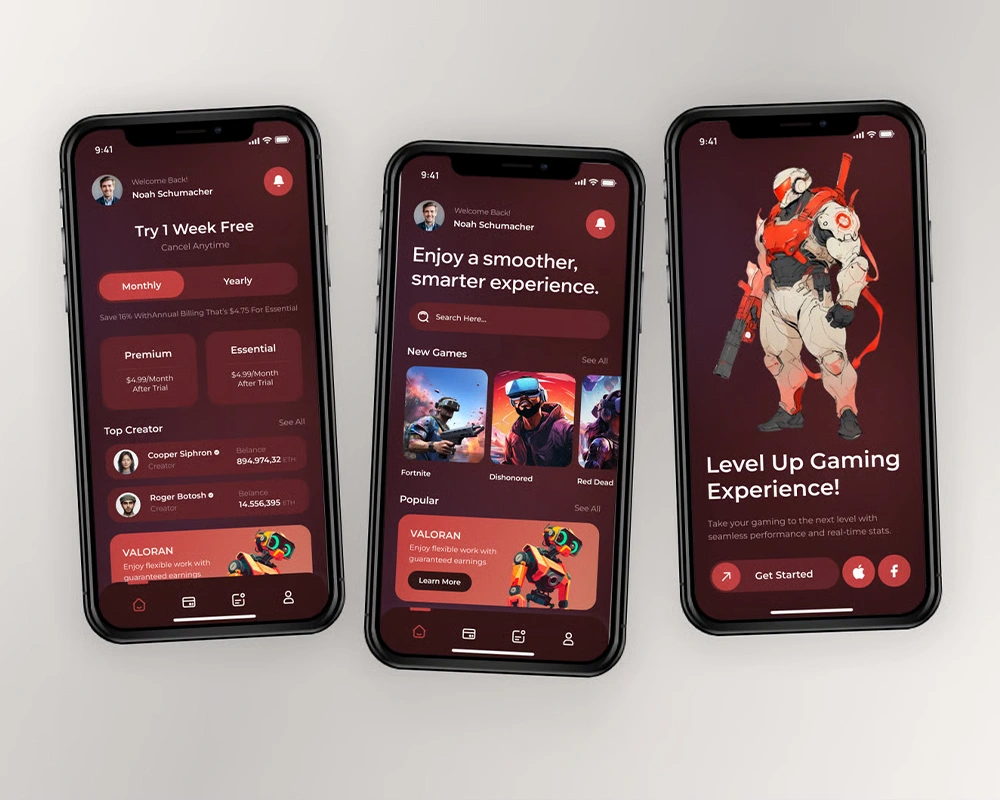 9:41
Welcome Back!
Noah Schumacher
Try 1 Week Free
Cancel Anytime
Monthly
Yearly
Save 16% WithAnnual Billing That's $4.75 For Essential
Premium
$4.99/Month
After Trial
Essential
$4.99/Month
After Trial
Top Creator
See All
Cooper Siphron
Creator
Balance
894.974,32 ETH
Roger Botosh
Creator
Balance
14.556,395 ETH
VALORAN
Enjoy flexible work with
guaranteed earnings
9:41
Welcome Back!
Noah Schumacher
Enjoy a smoother,
smarter experience.
Search Here...
New Games
See All
Fortnite
Dishonored
Red Dead
Popular
See All
VALORAN
Enjoy flexible work with
guaranteed earnings
Learn More
9:41
Level Up Gaming
Experience!
Take your gaming to the next level with
seamless performance and real-time stats.
Get Started